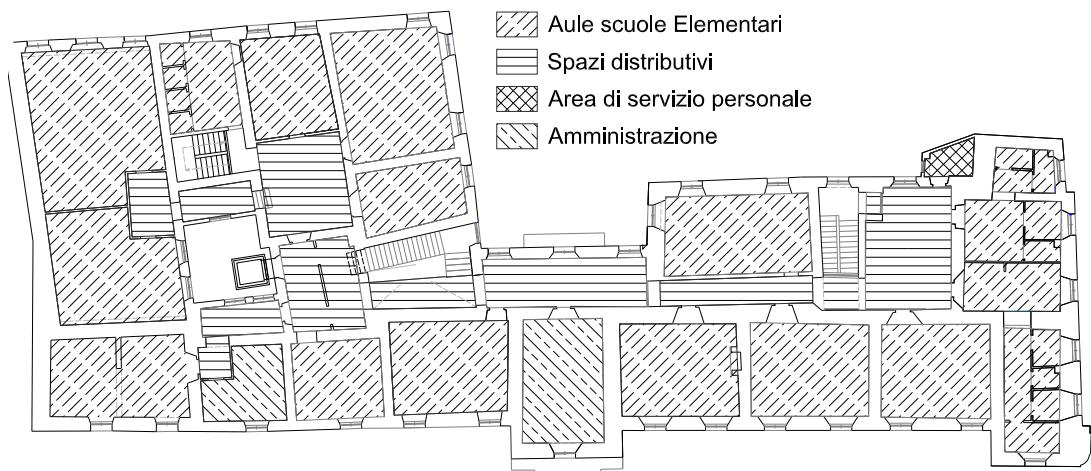 Aule scuole Elementari
Spazi distributivi
Area di servizio personale
Amministrazione